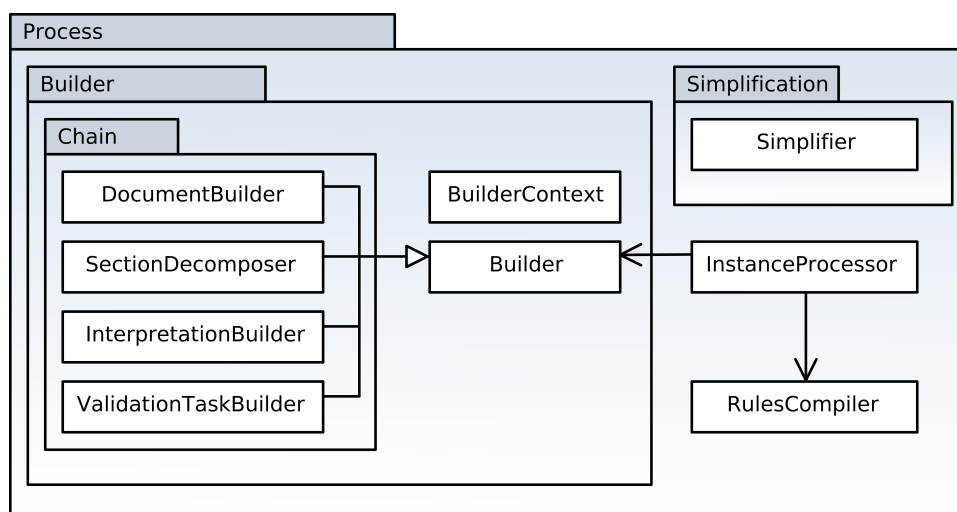 Process
Builder
Simplification
Chain
Simplifier
DocumentBuilder
BuilderContext
SectionDecomposer
Builder
InstanceProcessor
InterpretationBuilder
ValidationTaskBuilder
RulesCompiler